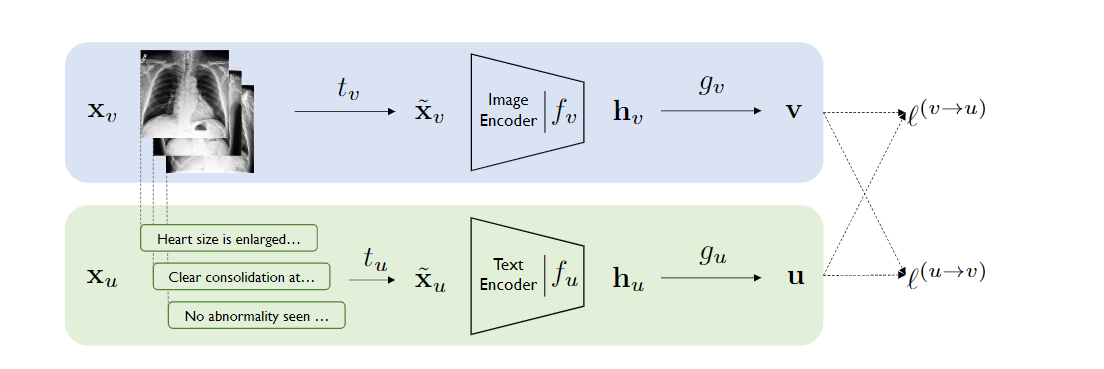 x_v
t_v
x̃_v
Image
Encoder
f_v
h_v
g_v
v
ℓ^(v→u)
x_u
Heart size is enlarged…
Clear consolidation at…
No abnormality seen …
t_u
x̃_u
Text
Encoder
f_u
h_u
g_u
u
ℓ^(u→v)